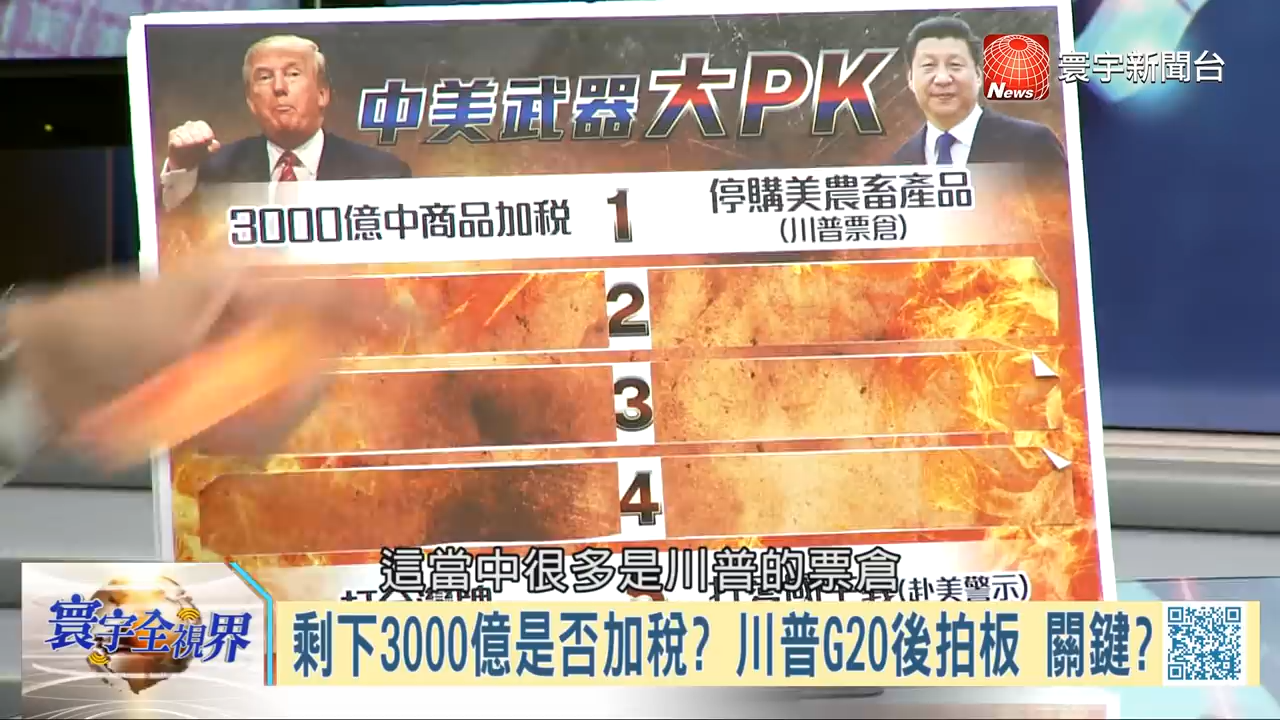 中美武器大PK
News
寰宇新聞台
3000億中商品加稅
1
停購美農畜產品
(川普票倉)
2
3
4
這當中很多是川普的票倉
(赴美警示)
寰宇全視界
剩下3000億是否加稅? 川普G20後拍板 關鍵?